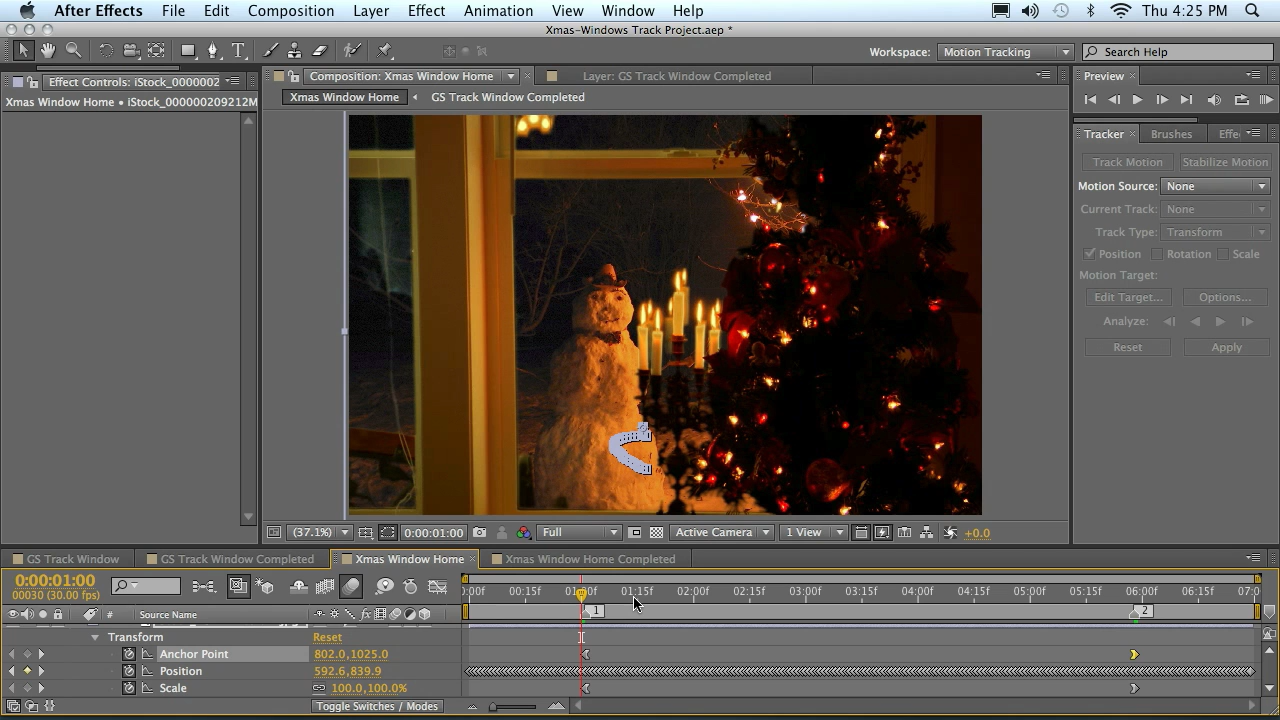 After Effects File Edit Composition Layer Effect Animation View Window Help Thu 4:25 PM
Xmas-Windows Track Project.aep *
Workspace: Motion Tracking Search Help
Effect Controls: iStock_0000002 Composition: Xmas Window Home Layer: GS Track Window Completed Preview
Xmas Window Home • iStock_000000209212M Xmas Window Home GS Track Window Completed
Tracker Brushes Effe
Track Motion Stabilize Motion
Motion Source: None
Current Track: None
Track Type: Transform
Position Rotation Scale
Motion Target:
Edit Target... Options...
Analyze:
Reset Apply
(37.1%) 0:00:01:00 Full Active Camera 1 View +0.0
GS Track Window GS Track Window Completed Xmas Window Home Xmas Window Home Completed
0:00:01:00
00030 (30.00 fps)
:00f 00:15f 01:00f 01:15f 02:00f 02:15f 03:00f 03:15f 04:00f 04:15f 05:00f 05:15f 06:00f 06:15f 07:0
# Source Name 1 2
Transform Reset
Anchor Point 802.0,1025.0
Position 592.6,839.9
Scale 100.0,100.0%
Toggle Switches / Modes